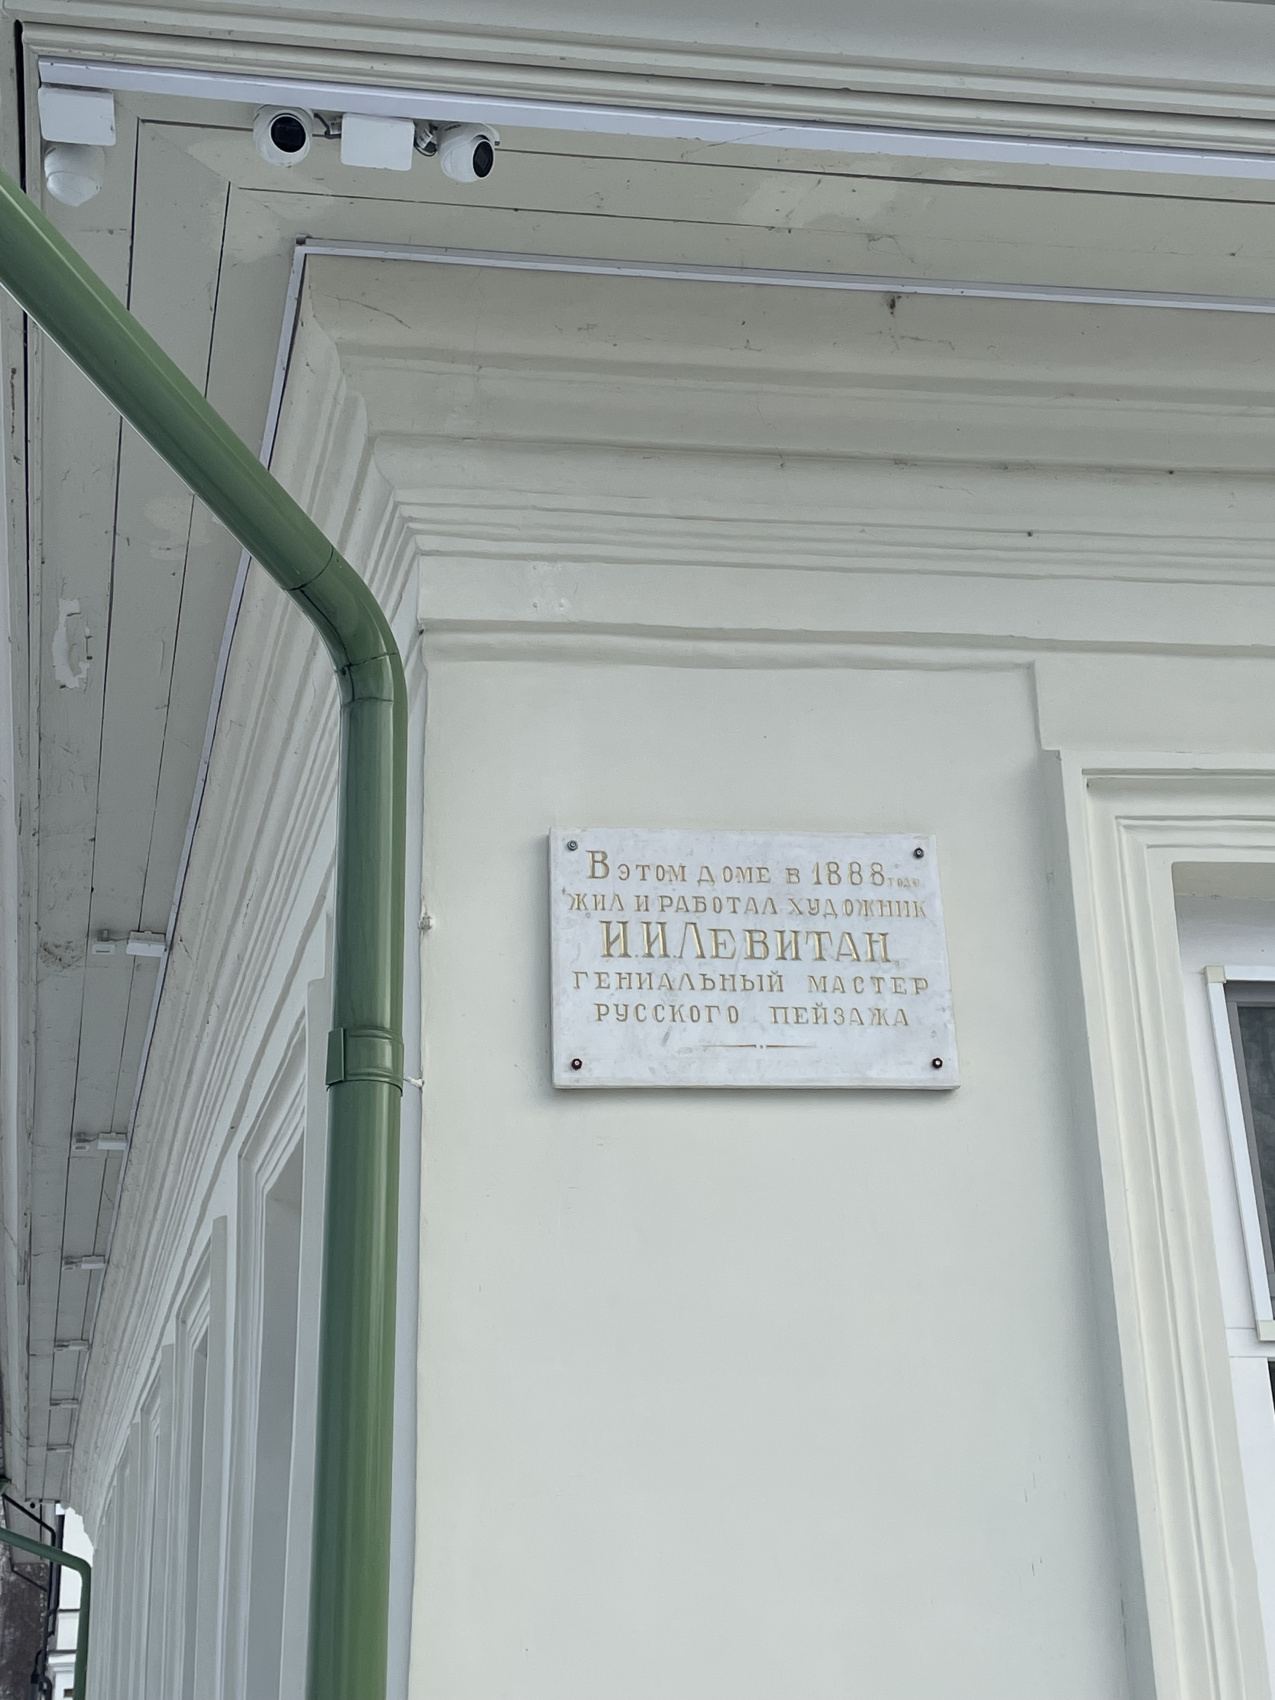 В этом доме в 1888 году
жил и работал художник
И.И.ЛЕВИТАН
гениальный мастер
русского пейзажа